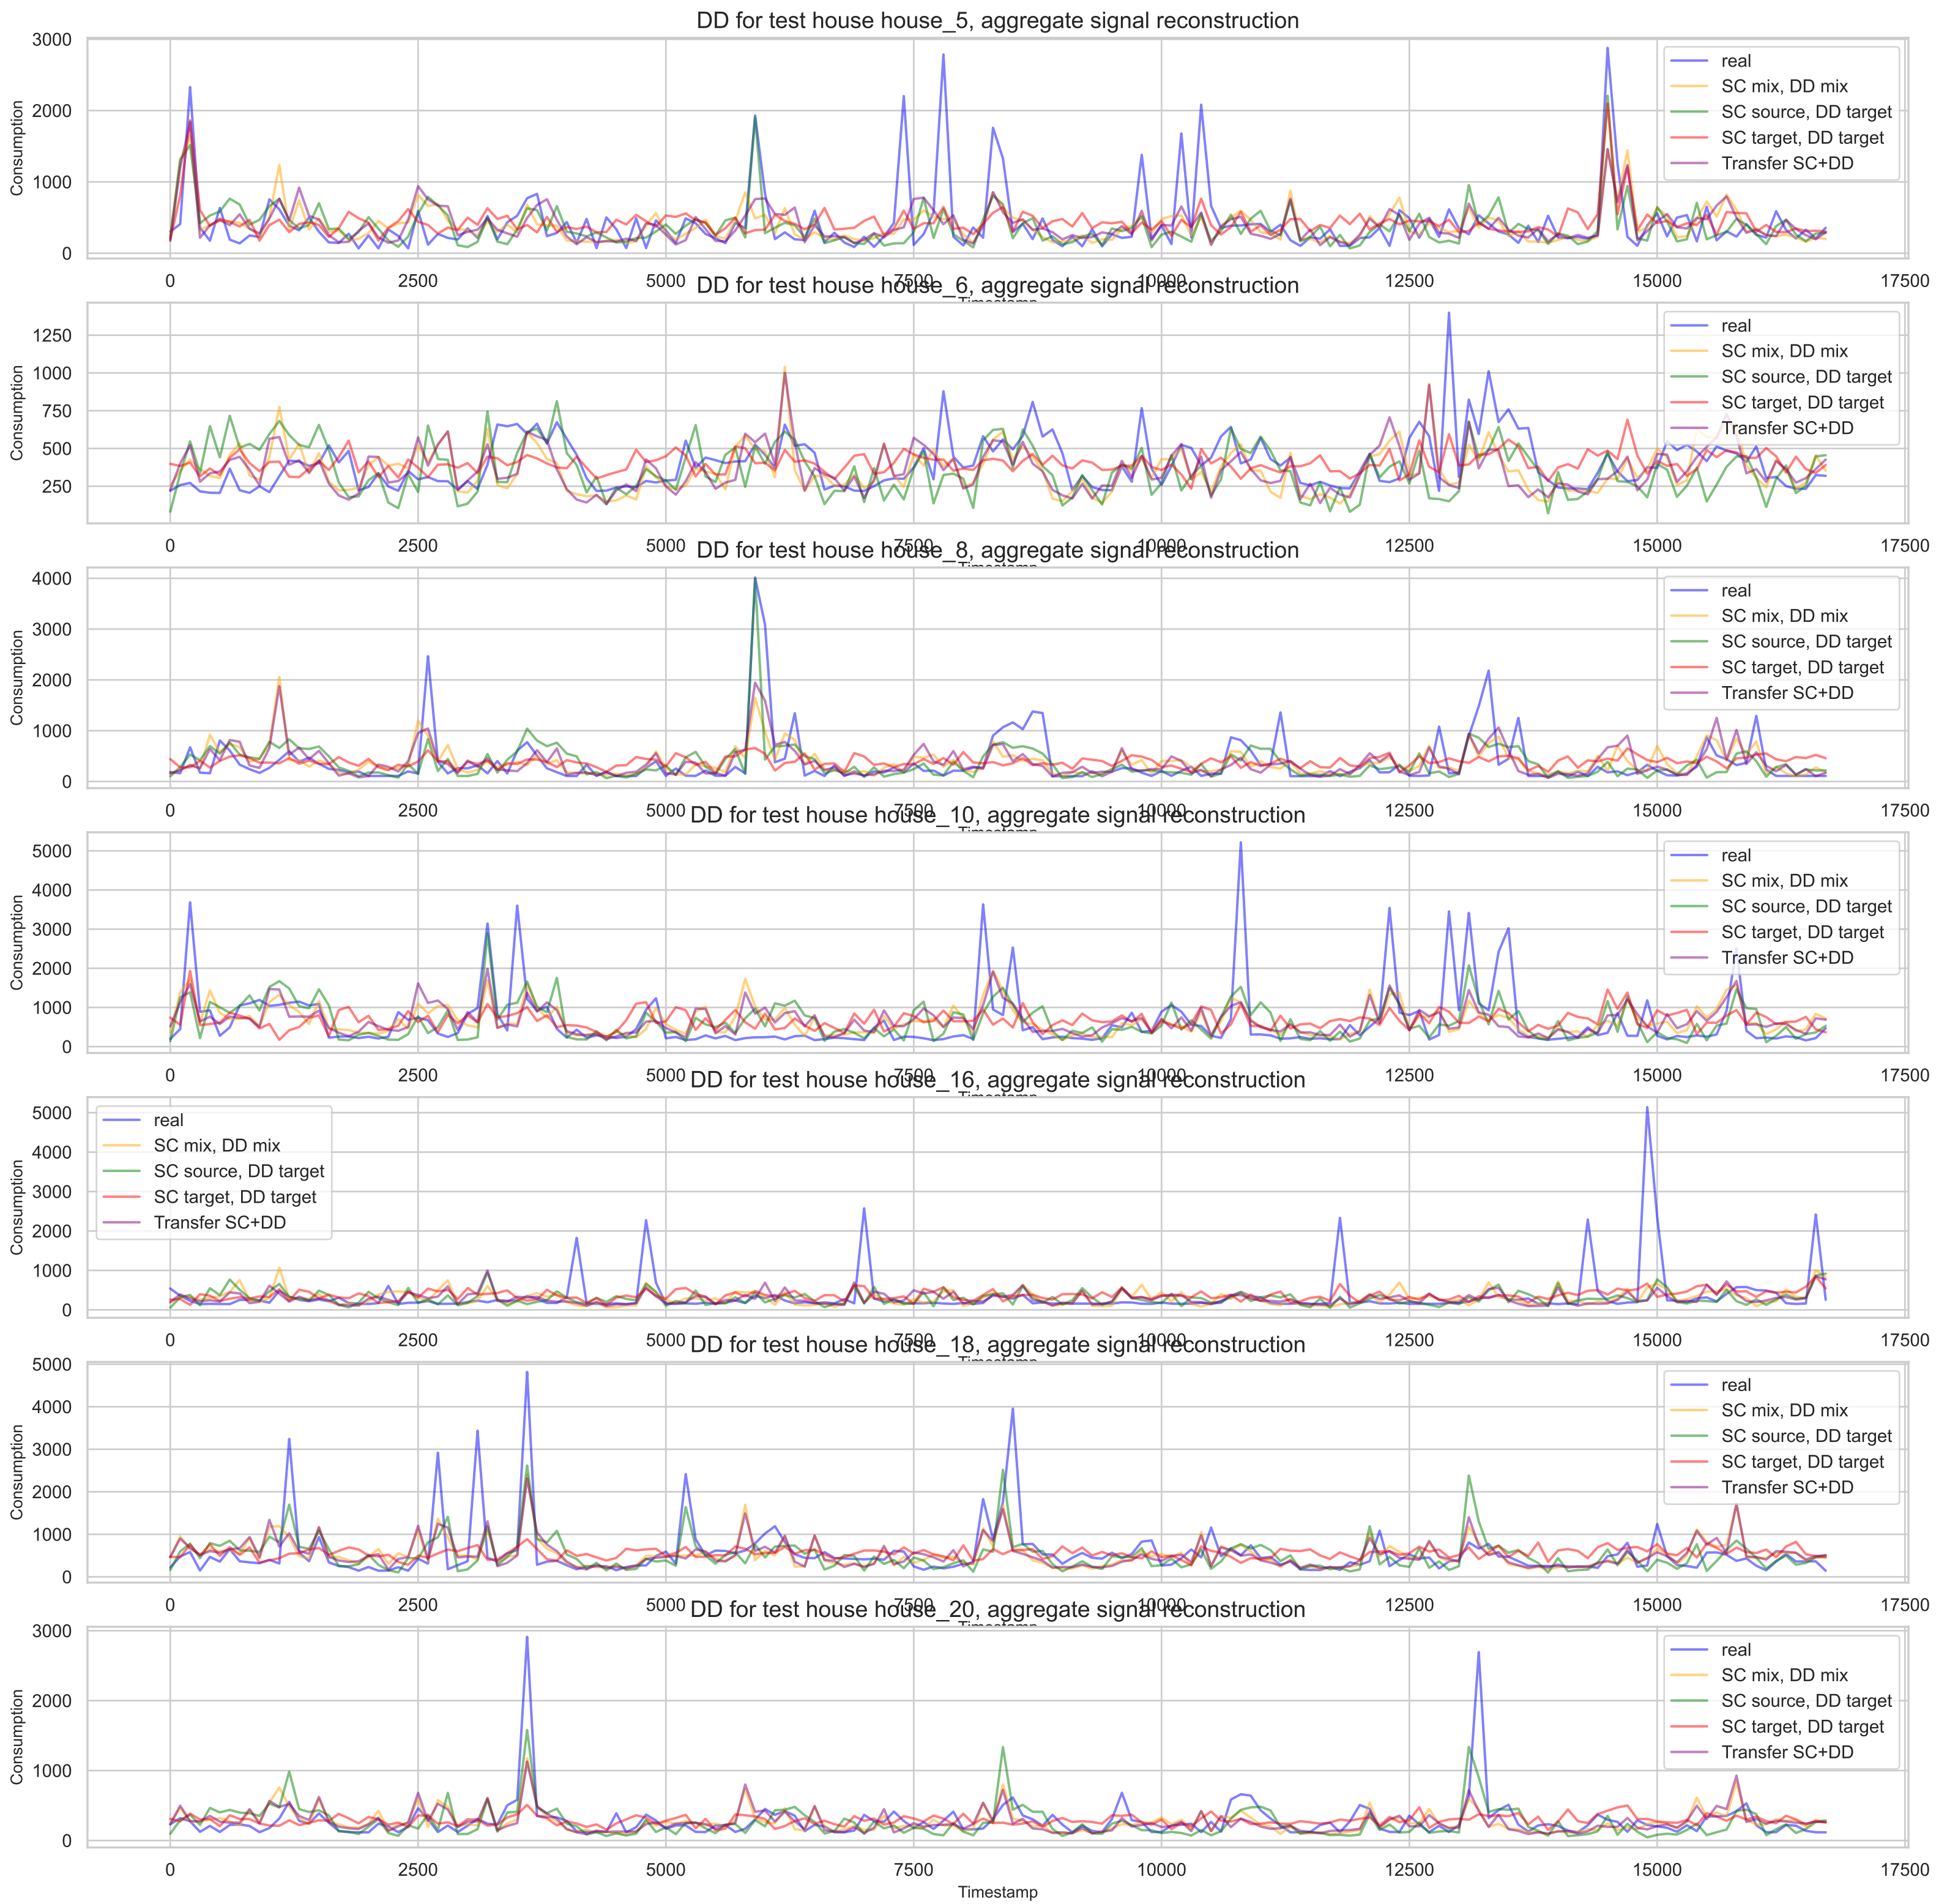 DD for test house house_5, aggregate signal reconstruction
3000
2000
1000
0
Consumption
real
SC mix, DD mix
SC source, DD target
SC target, DD target
Transfer SC+DD
0 2500 5000 7500 10000 12500 15000 17500
Timestamp
DD for test house house_6, aggregate signal reconstruction
1250
1000
750
500
250
Consumption
real
SC mix, DD mix
SC source, DD target
SC target, DD target
Transfer SC+DD
0 2500 5000 7500 10000 12500 15000 17500
Timestamp
DD for test house house_8, aggregate signal reconstruction
4000
3000
2000
1000
0
Consumption
real
SC mix, DD mix
SC source, DD target
SC target, DD target
Transfer SC+DD
0 2500 5000 7500 10000 12500 15000 17500
Timestamp
DD for test house house_10, aggregate signal reconstruction
5000
4000
3000
2000
1000
0
Consumption
real
SC mix, DD mix
SC source, DD target
SC target, DD target
Transfer SC+DD
0 2500 5000 7500 10000 12500 15000 17500
Timestamp
DD for test house house_16, aggregate signal reconstruction
5000
4000
3000
2000
1000
0
Consumption
real
SC mix, DD mix
SC source, DD target
SC target, DD target
Transfer SC+DD
0 2500 5000 7500 10000 12500 15000 17500
Timestamp
DD for test house house_18, aggregate signal reconstruction
5000
4000
3000
2000
1000
0
Consumption
real
SC mix, DD mix
SC source, DD target
SC target, DD target
Transfer SC+DD
0 2500 5000 7500 10000 12500 15000 17500
Timestamp
DD for test house house_20, aggregate signal reconstruction
3000
2000
1000
0
Consumption
real
SC mix, DD mix
SC source, DD target
SC target, DD target
Transfer SC+DD
0 2500 5000 7500 10000 12500 15000 17500
Timestamp